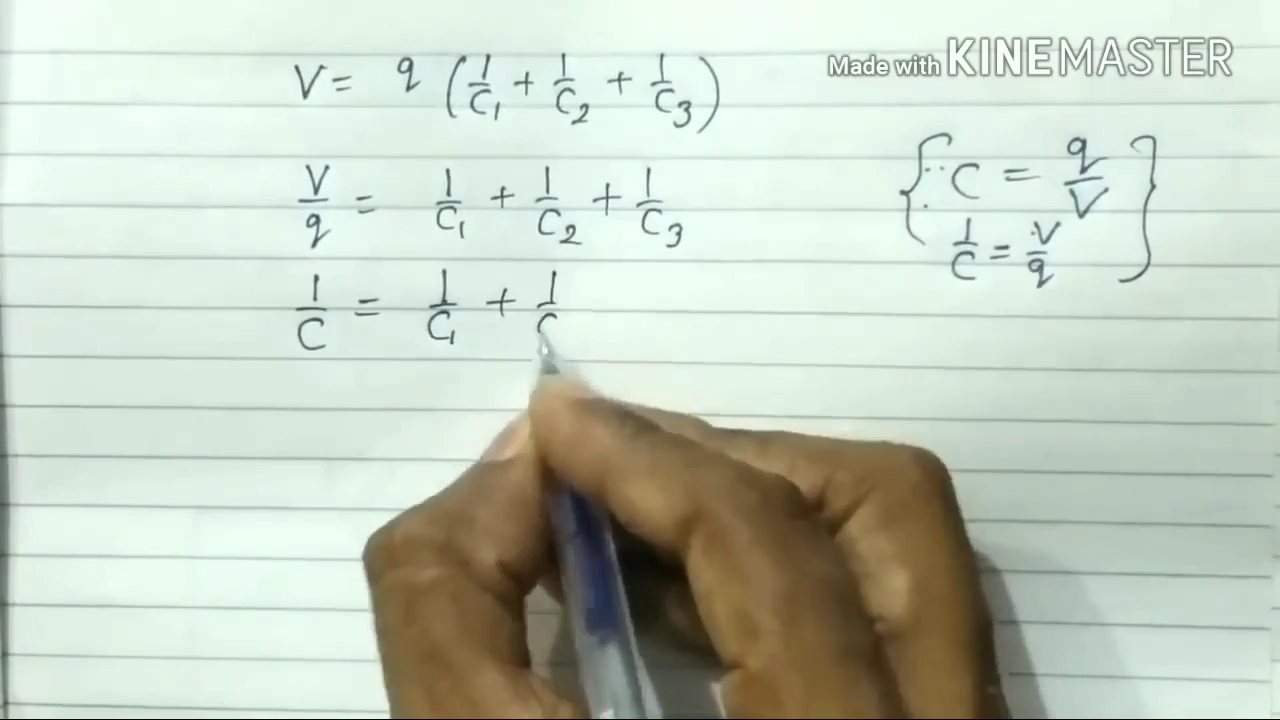 Made with KINEMASTER
V = q (1/C₁ + 1/C₂ + 1/C₃)
V/q = 1/C₁ + 1/C₂ + 1/C₃
{∵ C = q/V
1/C = V/q}
1/C = 1/C₁ + 1/C